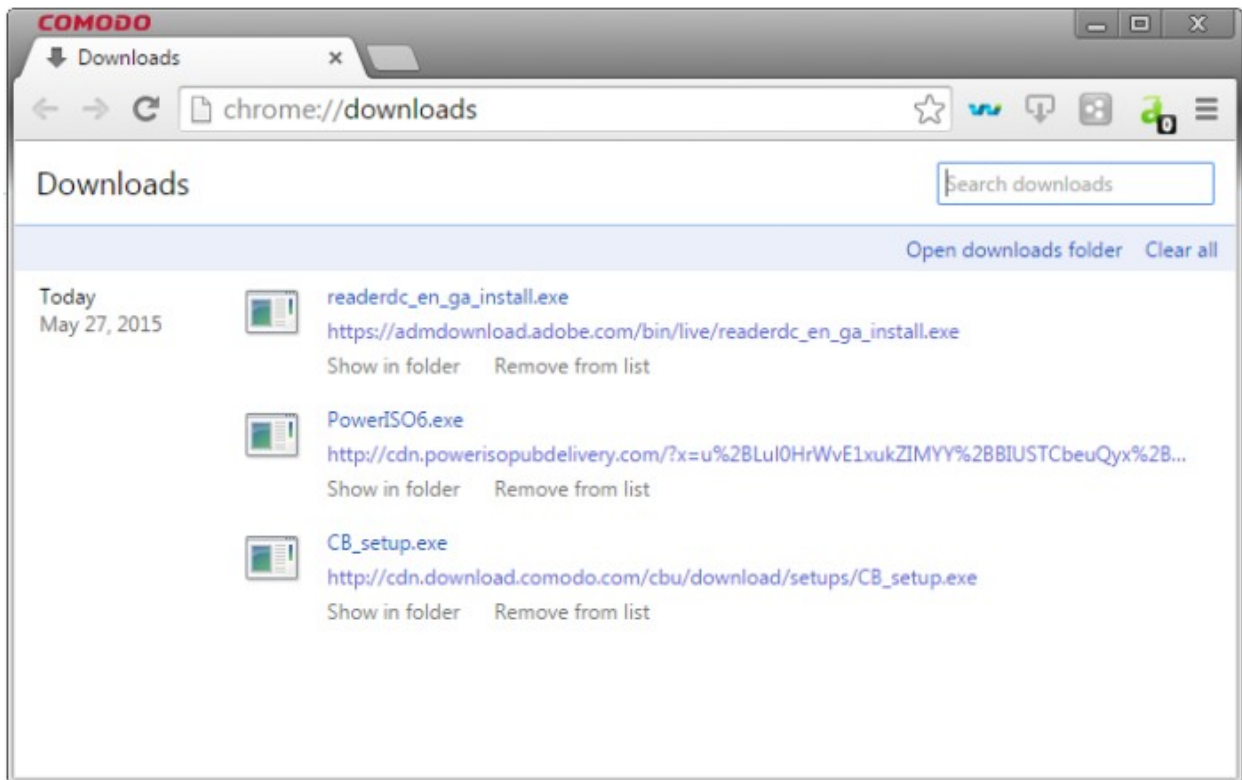 COMODO
Downloads
chrome://downloads
0
Downloads
Search downloads
Open downloads folder Clear all
Today
May 27, 2015
readerdc_en_ga_install.exe
https://admdownload.adobe.com/bin/live/readerdc_en_ga_install.exe
Show in folder Remove from list
PowerISO6.exe
http://cdn.powerisopubdelivery.com/?x=u%2BLuI0HrWvE1xukZIMYY%2BBIUSTCbeuQyx%2B...
Show in folder Remove from list
CB_setup.exe
http://cdn.download.comodo.com/cbu/download/setups/CB_setup.exe
Show in folder Remove from list